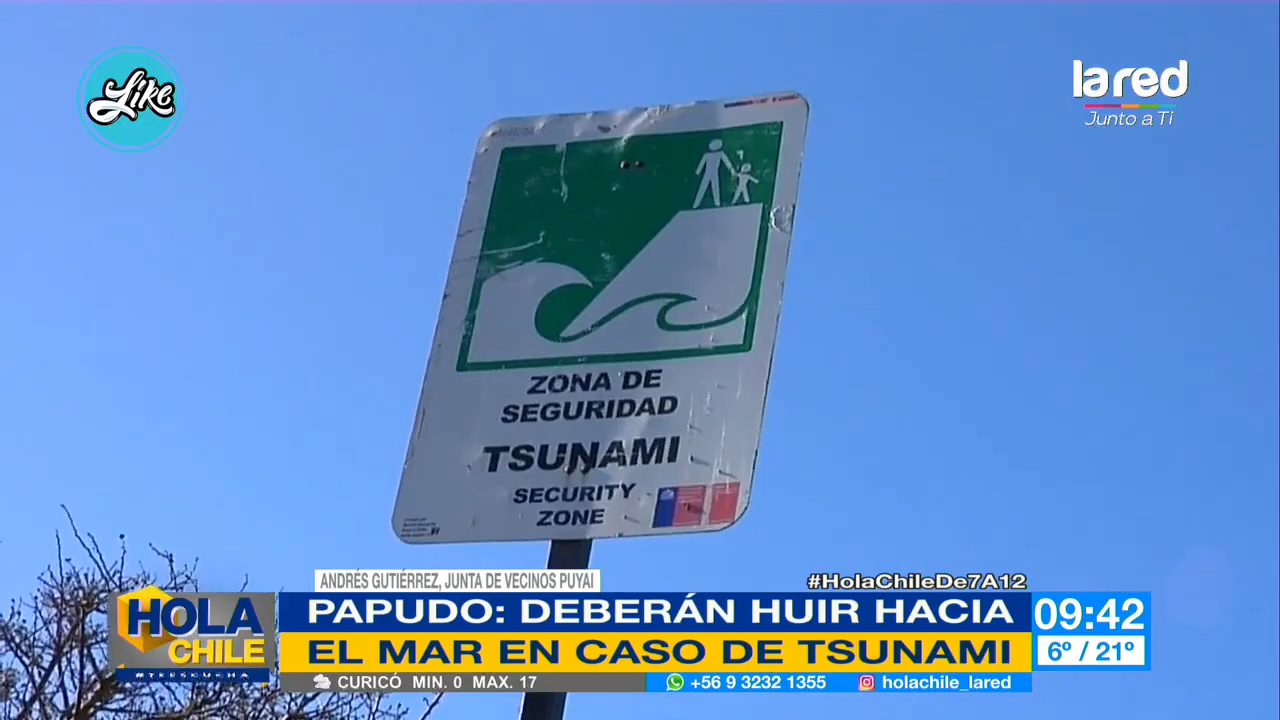 Like
lared
Junto a Ti
ZONA DE
SEGURIDAD
TSUNAMI
SECURITY
ZONE
ANDRÉS GUTIÉRREZ, JUNTA DE VECINOS PUYAI
#HolaChileDe7A12
HOLA
CHILE
PAPUDO: DEBERÁN HUIR HACIA
EL MAR EN CASO DE TSUNAMI
09:42
6º / 21º
CURICÓ MIN. 0 MAX. 17
+56 9 3232 1355
holachile_lared